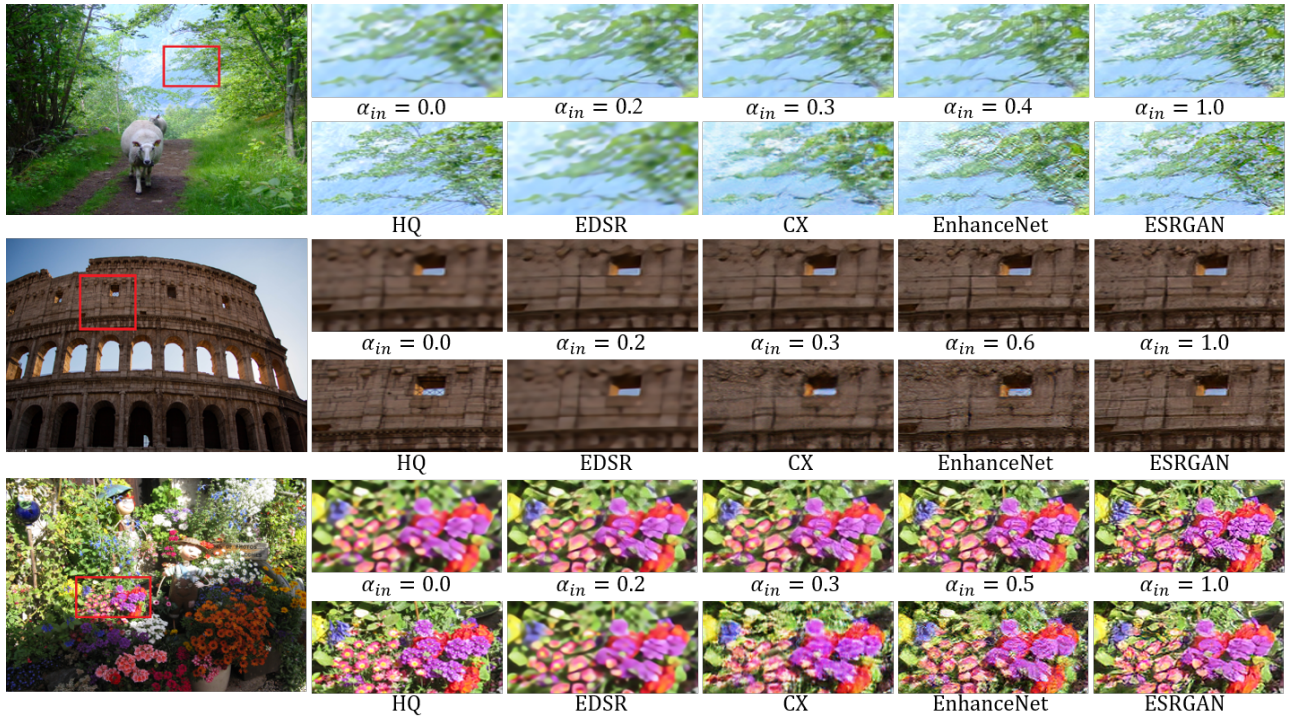 α_in = 0.0 α_in = 0.2 α_in = 0.3 α_in = 0.4 α_in = 1.0
HQ EDSR CX EnhanceNet ESRGAN
α_in = 0.0 α_in = 0.2 α_in = 0.3 α_in = 0.6 α_in = 1.0
HQ EDSR CX EnhanceNet ESRGAN
α_in = 0.0 α_in = 0.2 α_in = 0.3 α_in = 0.5 α_in = 1.0
HQ EDSR CX EnhanceNet ESRGAN